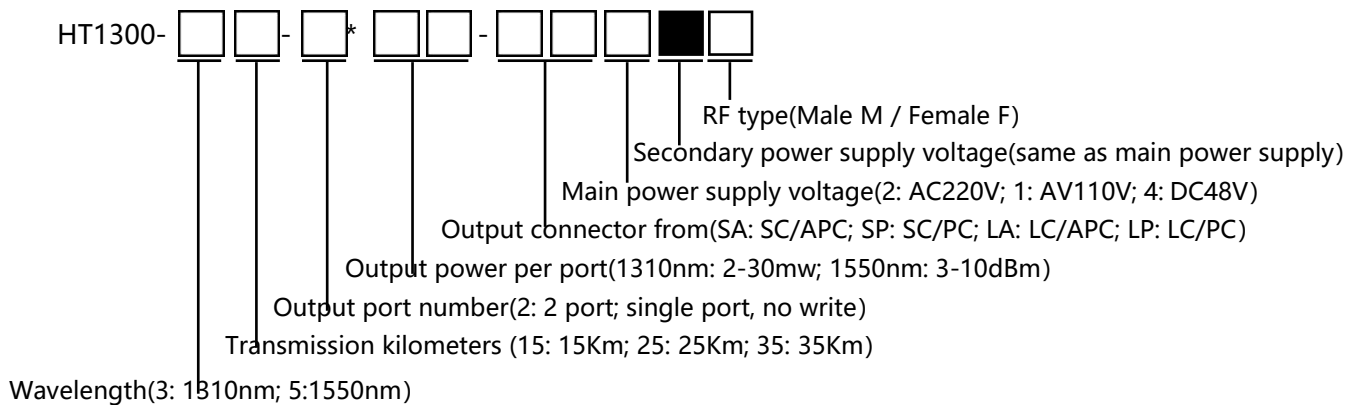 HT1300- - * -
RF type(Male M / Female F)
Secondary power supply voltage(same as main power supply)
Main power supply voltage(2: AC220V; 1: AV110V; 4: DC48V)
Output connector from(SA: SC/APC; SP: SC/PC; LA: LC/APC; LP: LC/PC)
Output power per port(1310nm: 2-30mw; 1550nm: 3-10dBm)
Output port number(2: 2 port; single port, no write)
Transmission kilometers (15: 15Km; 25: 25Km; 35: 35Km)
Wavelength(3: 1310nm; 5:1550nm)